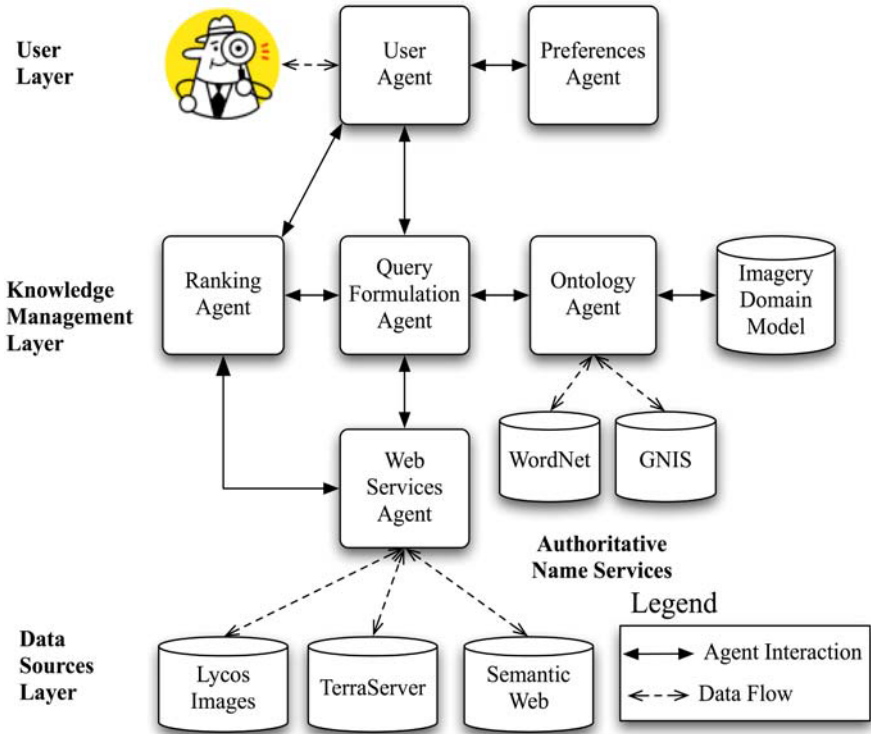 User
Layer
User
Agent
Preferences
Agent
Knowledge
Management
Layer
Ranking
Agent
Query
Formulation
Agent
Ontology
Agent
Imagery
Domain
Model
Web
Services
Agent
WordNet
GNIS
Authoritative
Name Services
Data
Sources
Layer
Lycos
Images
TerraServer
Semantic
Web
Legend
Agent Interaction
Data Flow